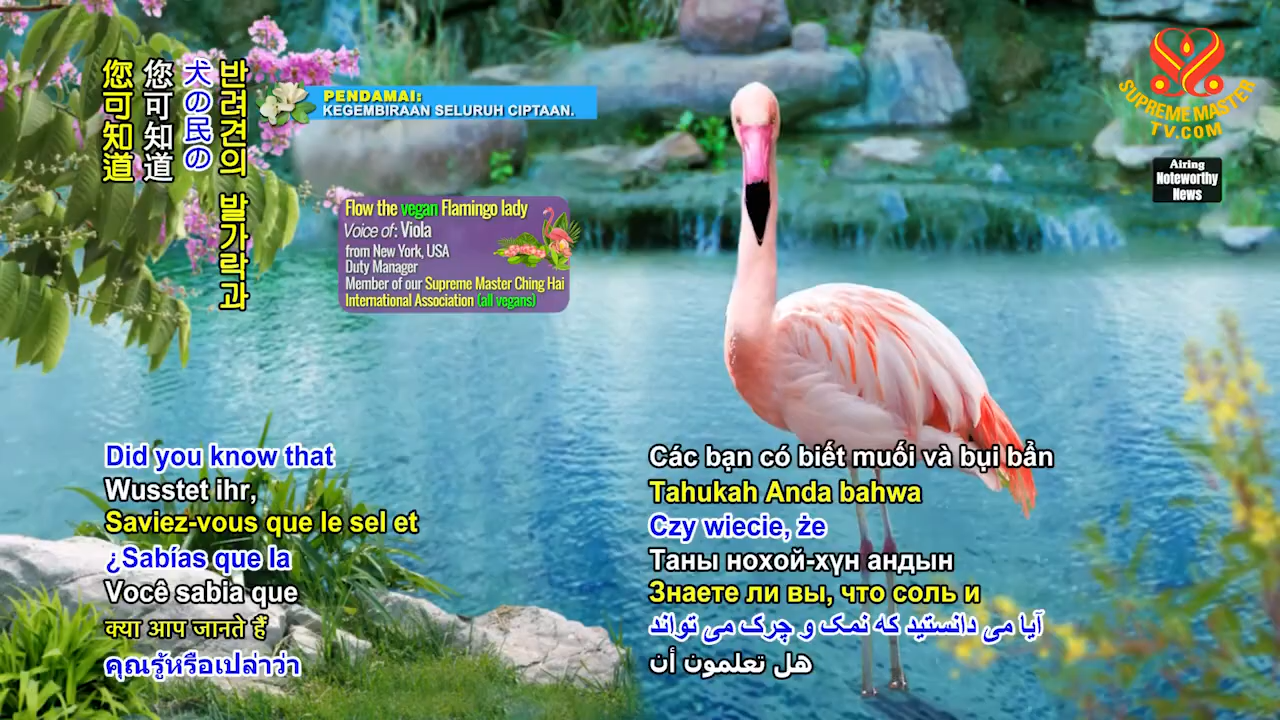 您可知道
您可知道
犬の民の
반려견의 발가락과
PENDAMAI:
KEGEMBIRAAN SELURUH CIPTAAN.
SUPREME MASTER
TV.COM
Airing
Noteworthy
News
Flow the vegan Flamingo lady
Voice of: Viola
from New York, USA
Duty Manager
Member of our Supreme Master Ching Hai
International Association (all vegans)
Did you know that
Wusstet ihr,
Saviez-vous que le sel et
¿Sabías que la
Você sabia que
क्या आप जानते हैं
คุณรู้หรือเปล่าว่า
Các bạn có biết muối và bụi bẩn
Tahukah Anda bahwa
Czy wiecie, że
Таны нохой-хүн андын
Знаете ли вы, что соль и
آیا می دانستید که نمک و چرک می تواند
هل تعلمون أن